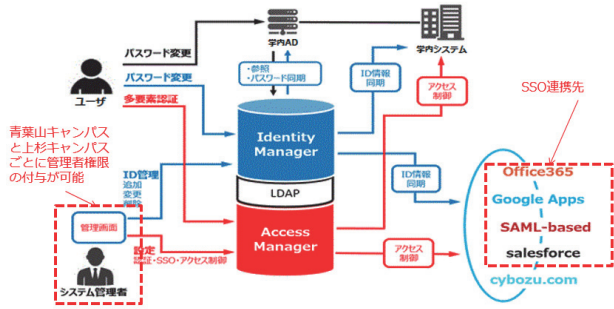 学内AD
学内システム
パスワード変更
・参照
・パスワード同期
ID情報
同期
アクセス
制御
SSO連携先
ユーザ
パスワード変更
多要素認証
青葉山キャンパス
と上杉キャンパス
ごとに管理者権限
の付与が可能
Identity
Manager
LDAP
Access
Manager
ID管理
追加
変更
削除
管理画面
設定
認証・SSO・アクセス制御
システム管理者
ID情報
同期
アクセス
制御
Office365
Google Apps
SAML-based
salesforce
cybozu.com